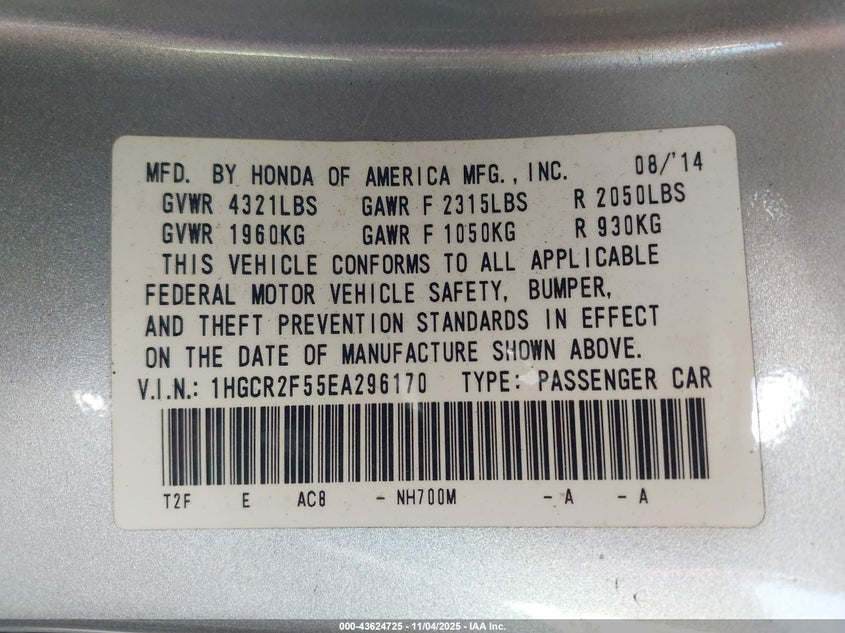 MFD. BY HONDA OF AMERICA MFG., INC. 08/'14
GVWR 4321LBS GAWR F 2315LBS R 2050LBS
GVWR 1960KG GAWR F 1050KG R 930KG
THIS VEHICLE CONFORMS TO ALL APPLICABLE
FEDERAL MOTOR VEHICLE SAFETY, BUMPER,
AND THEFT PREVENTION STANDARDS IN EFFECT
ON THE DATE OF MANUFACTURE SHOWN ABOVE.
V.I.N.: 1HGCR2F55EA296170 TYPE: PASSENGER CAR
T2F E AC8 - NH700M - A - A
000-43624725 - 11/04/2025 - IAA Inc.